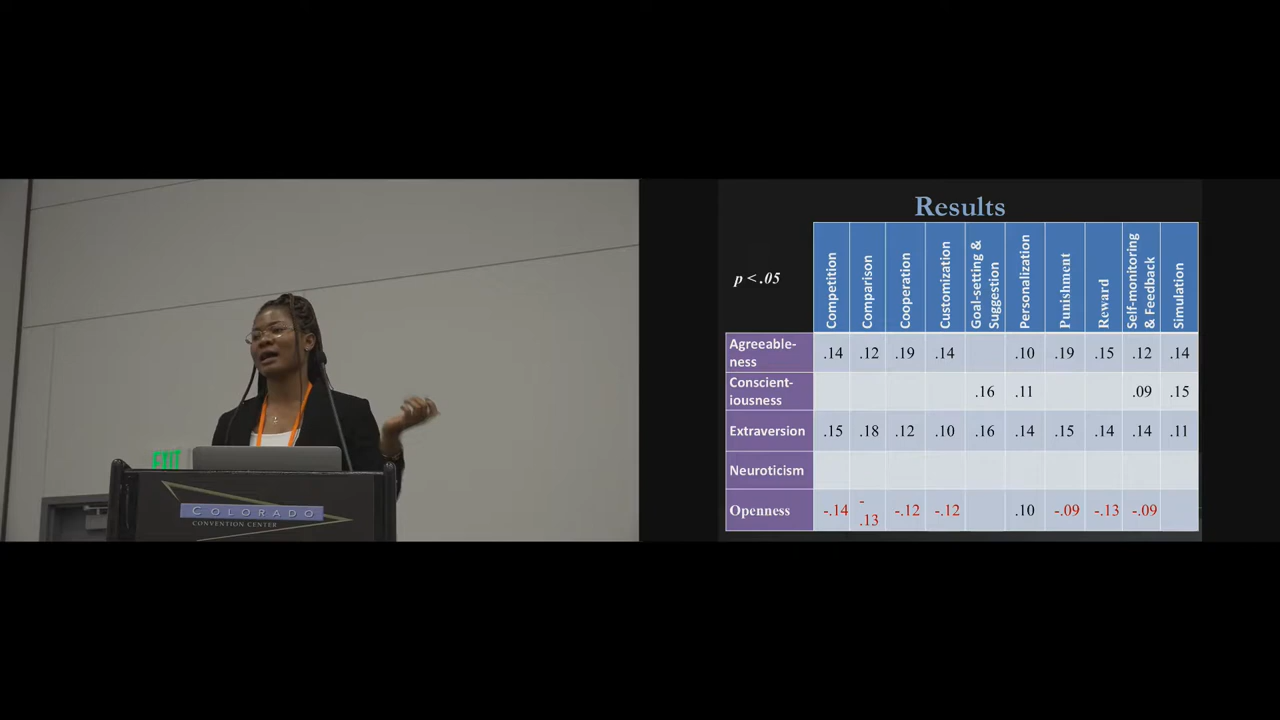 EXIT
COLORADO
CONVENTION CENTER
Results
p < .05
Competition
Comparison
Cooperation
Customization
Goal-setting &
Suggestion
Personalization
Punishment
Reward
Self-monitoring
& Feedback
Simulation
Agreeable-
ness
.14 .12 .19 .14 .10 .19 .15 .12 .14
Conscient-
iousness
.16 .11 .09 .15
Extraversion .15 .18 .12 .10 .16 .14 .15 .14 .14 .11
Neuroticism
Openness -.14 -
.13 -.12 -.12 .10 -.09 -.13 -.09